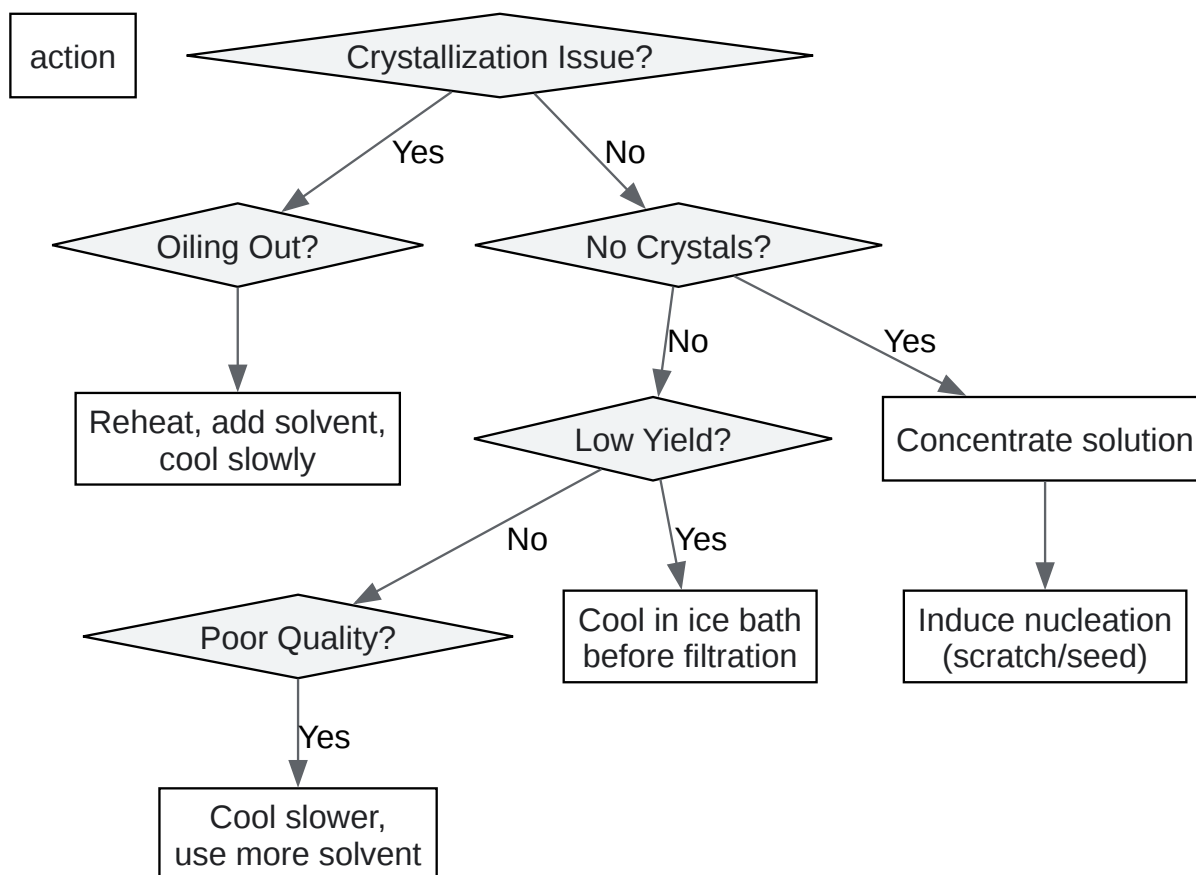 action
Crystallization Issue?
Yes
No
Oiling Out?
No Crystals?
No
Yes
Reheat, add solvent,
cool slowly
Low Yield?
Concentrate solution
No
Yes
Poor Quality?
Cool in ice bath
before filtration
Induce nucleation
(scratch/seed)
Yes
Cool slower,
use more solvent